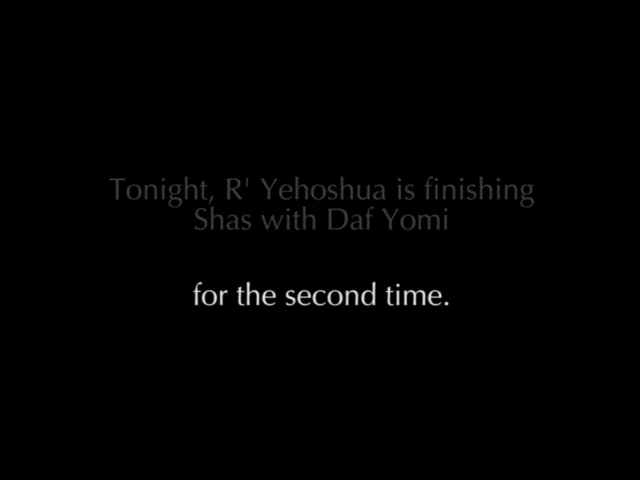 Tonight, R' Yehoshua is finishing
Shas with Daf Yomi
for the second time.